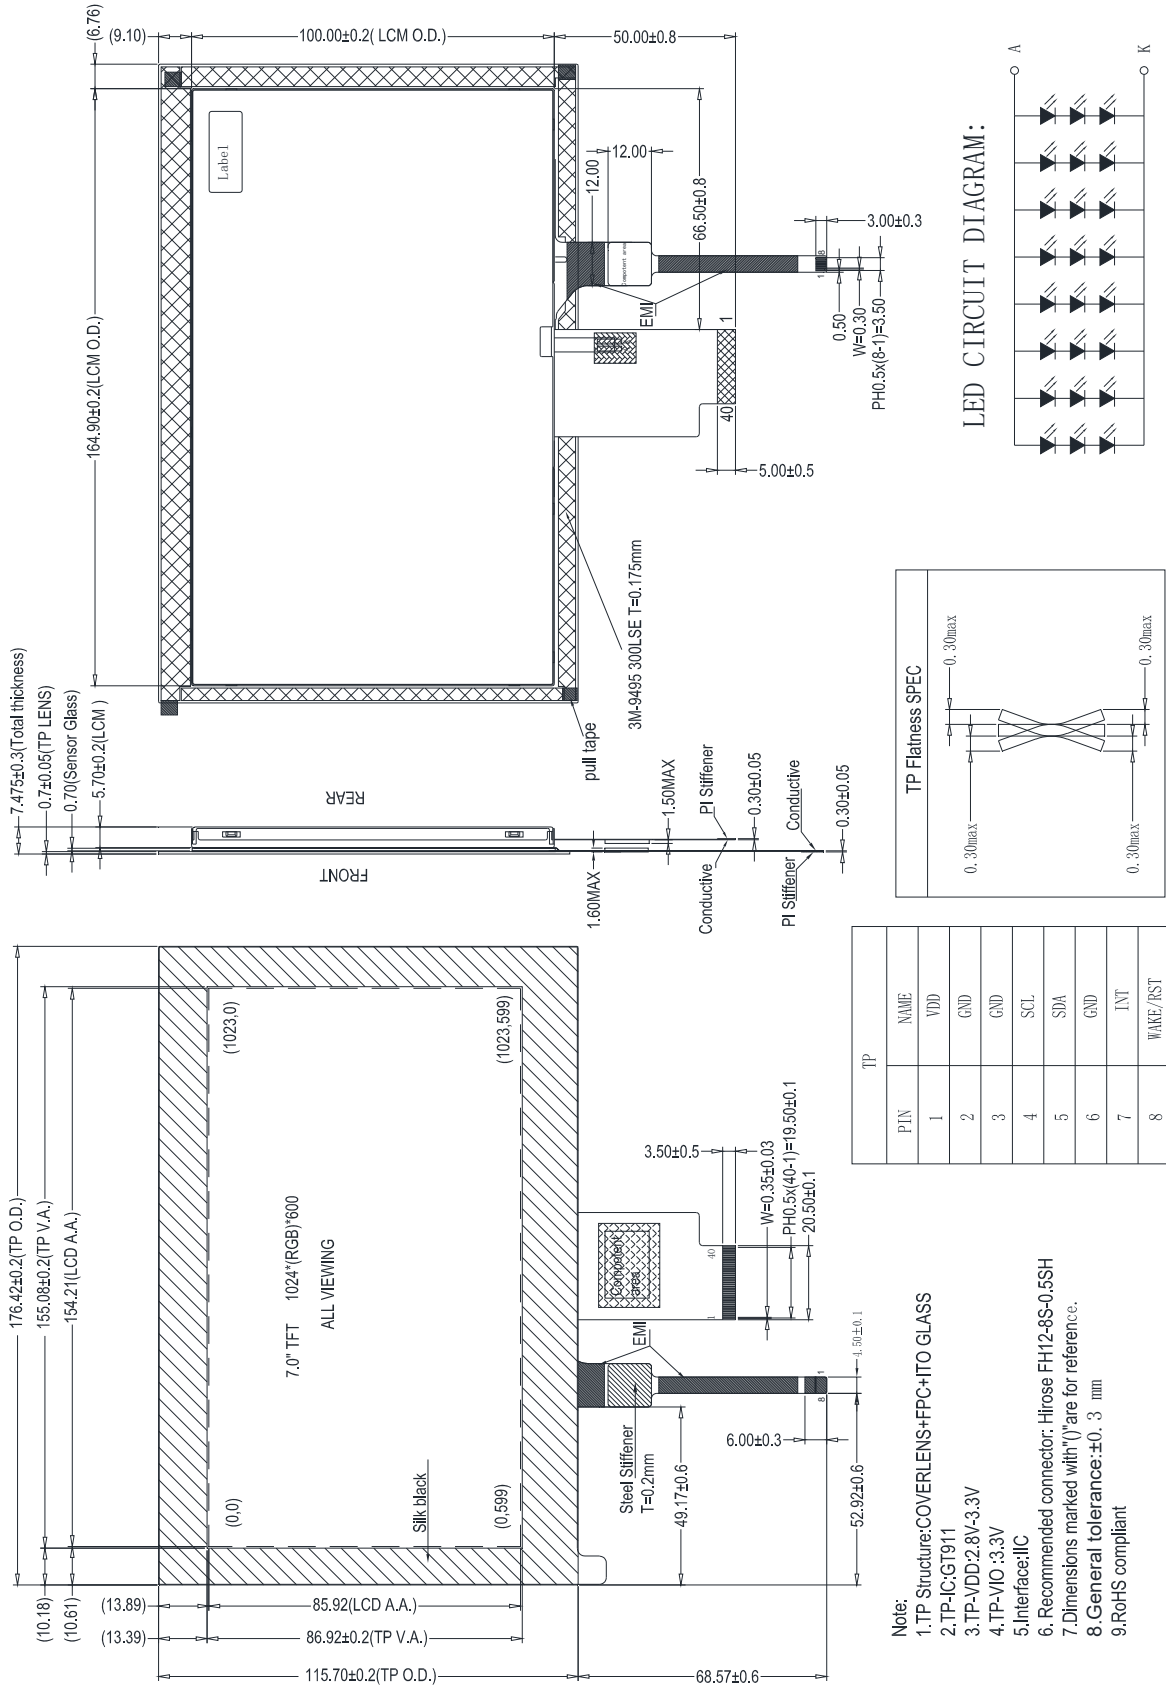 176.42±0.2(TP O.D.)
155.08±0.2(TP V.A.)
154.21(LCD A.A.)
(10.18)
(10.61)
(13.89)
(13.39)
85.92(LCD A.A.)
86.92±0.2(TP V.A.)
115.70±0.2(TP O.D.)
68.57±0.6
(0,0)
(1023,0)
(0,599)
(1023,599)
7.0" TFT 1024*(RGB)*600
ALL VIEWING
Silk black
Steel Stiffener
T=0.2mm
EMI
Component
area
49.17±0.6
6.00±0.3
52.92±0.6
4.50±0.1
8
1
1
40
3.50±0.5
W=0.35±0.03
PH0.5x(40-1)=19.50±0.1
20.50±0.1
7.475±0.3(Total thickness)
0.7±0.05(TP LENS)
0.70(Sensor Glass)
5.70±0.2(LCM )
FRONT
REAR
1.60MAX
1.50MAX
Conductive
PI Stiffener
0.30±0.05
PI Stiffener
Conductive
0.30±0.05
(6.76)
(9.10)
164.90±0.2(LCM O.D.)
100.00±0.2( LCM O.D.)
50.00±0.8
Label
66.50±0.8
12.00
12.00
Component area
EMI
pull tape
3M-9495 300LSE T=0.175mm
40
1
5.00±0.5
1
8
3.00±0.3
0.50
W=0.30
PH0.5x(8-1)=3.50
LED CIRCUIT DIAGRAM:
A
K
TP Flatness SPEC
0.30max
0.30max
0.30max
0.30max
TP
PIN NAME
1 VDD
2 GND
3 GND
4 SCL
5 SDA
6 GND
7 INT
8 WAKE/RST
Note:
1.TP Structure:COVERLENS+FPC+ITO GLASS
2.TP-IC:GT911
3.TP-VDD:2.8V-3.3V
4.TP-VIO :3.3V
5.Interface:IIC
6. Recommended connector: Hirose FH12-8S-0.5SH
7.Dimensions marked with"()"are for reference.
8.General tolerance:±0.3 mm
9.RoHS compliant